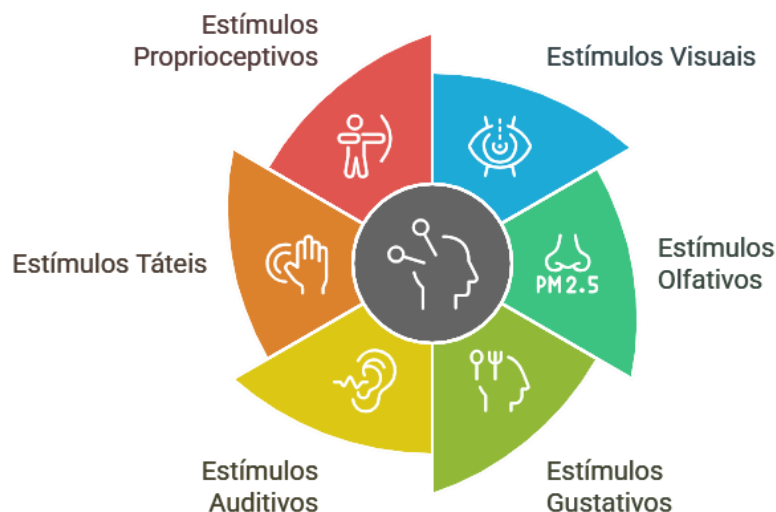 Estímulos
Proprioceptivos
Estímulos Visuais
Estímulos Táteis
PM2.5
Estímulos
Olfativos
Estímulos
Auditivos
Estímulos
Gustativos